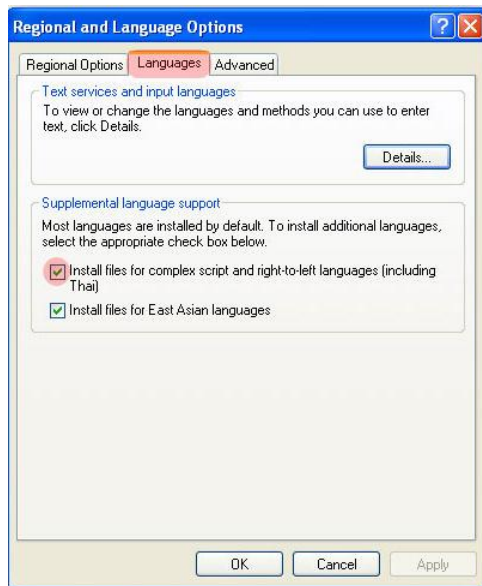 Regional and Language Options
Regional Options Languages Advanced
Text services and input languages
To view or change the languages and methods you can use to enter
text, click Details.
Details...
Supplemental language support
Most languages are installed by default. To install additional languages,
select the appropriate check box below.
Install files for complex script and right-to-left languages (including
Thai)
Install files for East Asian languages
OK Cancel Apply